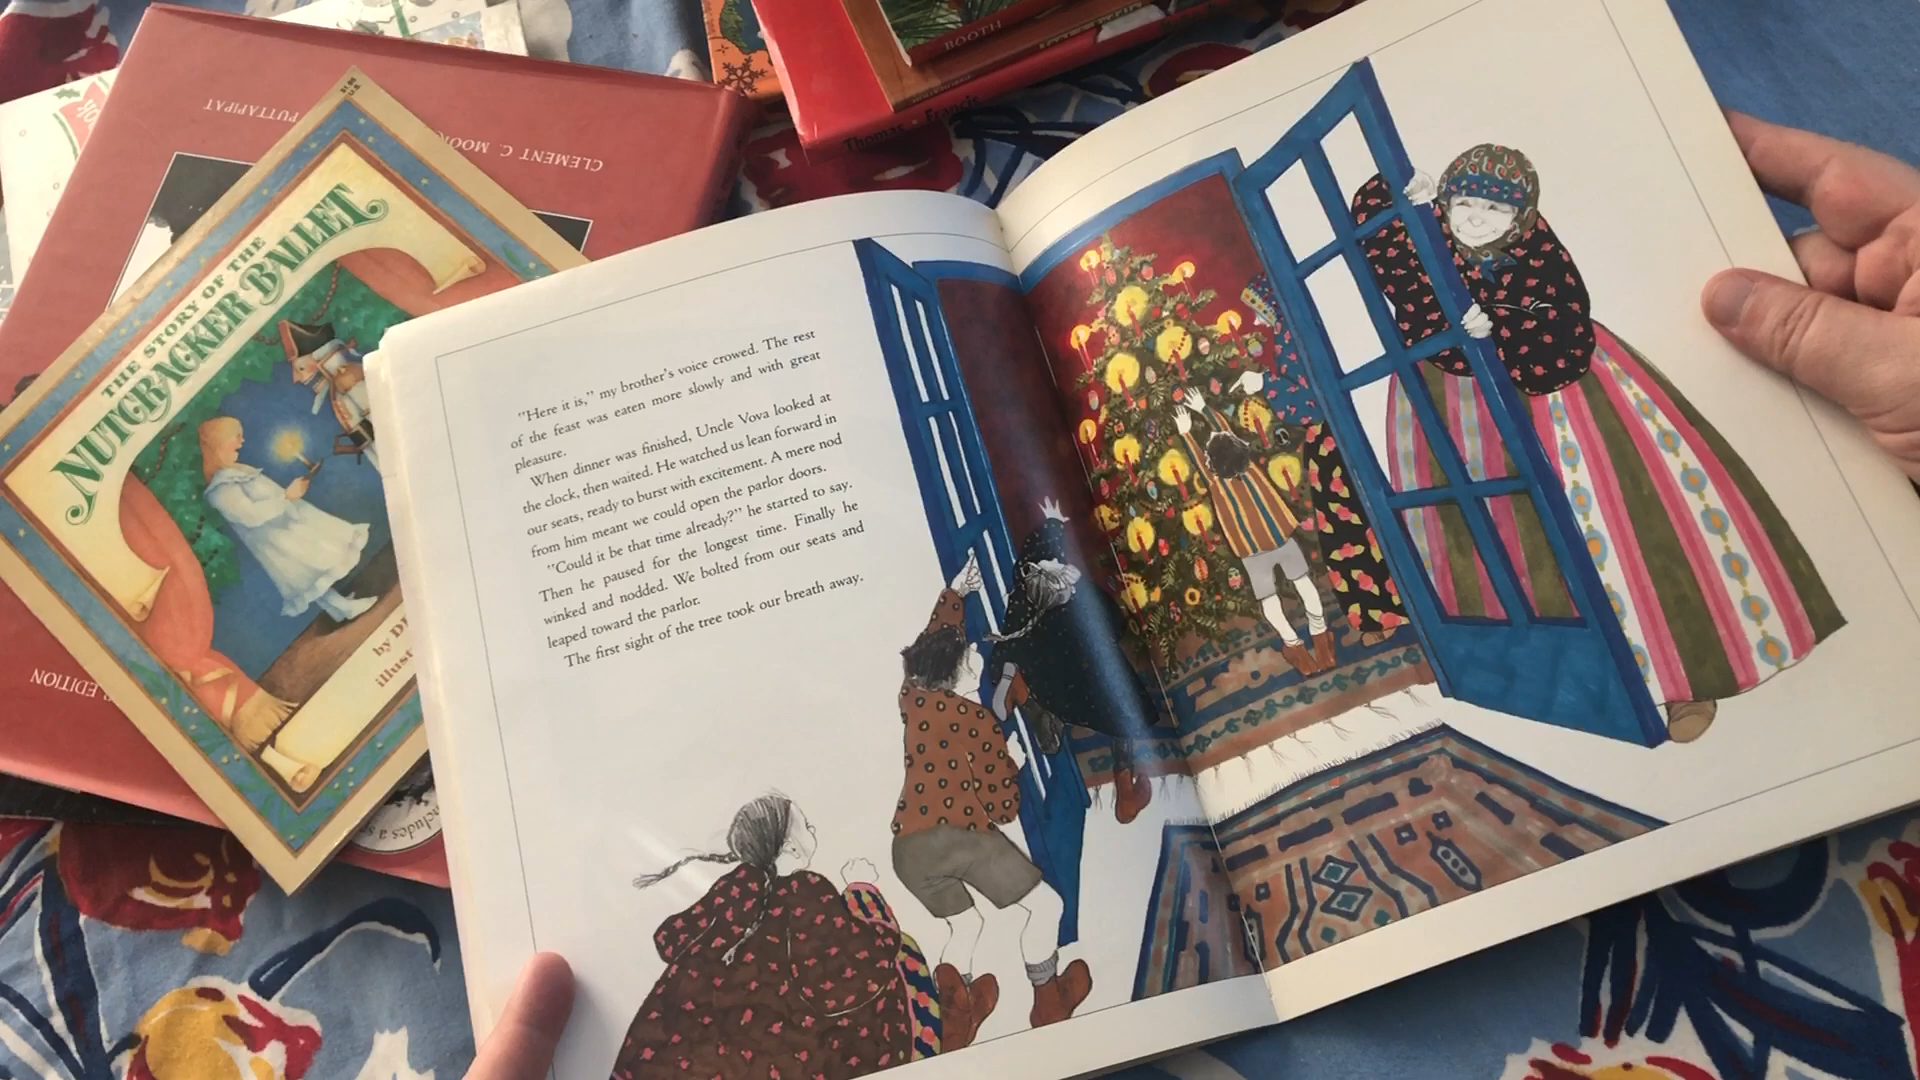 BOOTH
Thomas Francis
PUTTAPIPAT
CLEMENT C. MOOR
$1.95
U.S.
THE STORY OF THE
NUTCRACKER BALLET
by
illust
EDITION
includes a
"Here it is," my brother's voice crowed. The rest
of the feast was eaten more slowly and with great
pleasure.
When dinner was finished, Uncle Vova looked at
the clock, then waited. He watched us lean forward in
our seats, ready to burst with excitement. A mere nod
from him meant we could open the parlor doors.
"Could it be that time already?" he started to say.
Then he paused for the longest time. Finally he
winked and nodded. We bolted from our seats and
leaped toward the parlor.
The first sight of the tree took our breath away.